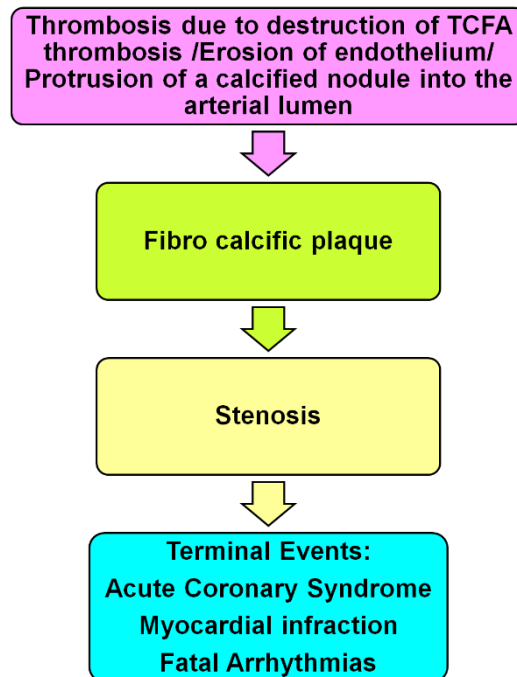 Thrombosis due to destruction of TCFA
thrombosis /Erosion of endothelium/
Protrusion of a calcified nodule into the
arterial lumen
Fibro calcific plaque
Stenosis
Terminal Events:
Acute Coronary Syndrome
Myocardial infraction
Fatal Arrhythmias